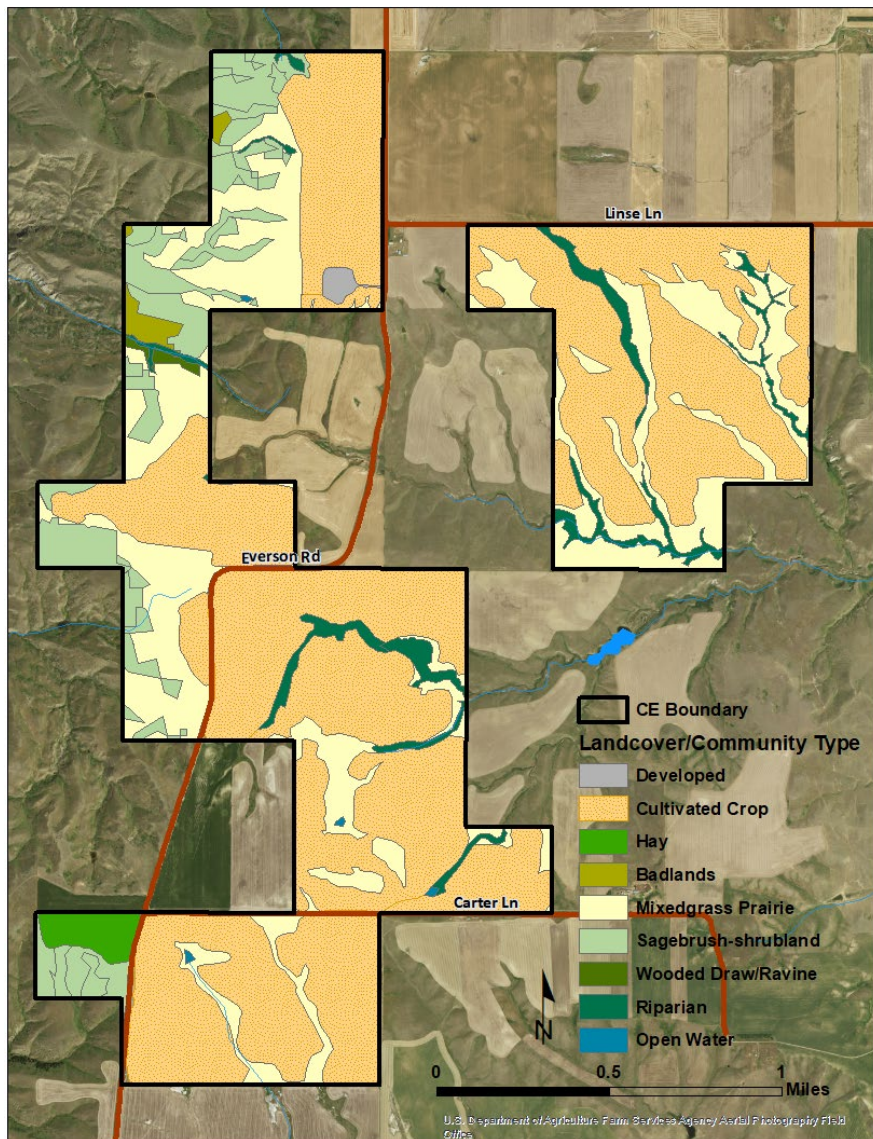 Linse Ln
Everson Rd
CE Boundary
Landcover/Community Type
Developed
Cultivated Crop
Hay
Badlands
Mixedgrass Prairie
Carter Ln
Sagebrush-shrubland
Wooded Draw/Ravine
Riparian
N
Open Water
0 0.5 1
Miles
U.S. Department of Agriculture Farm Services Agency Aerial Photography Field
Office